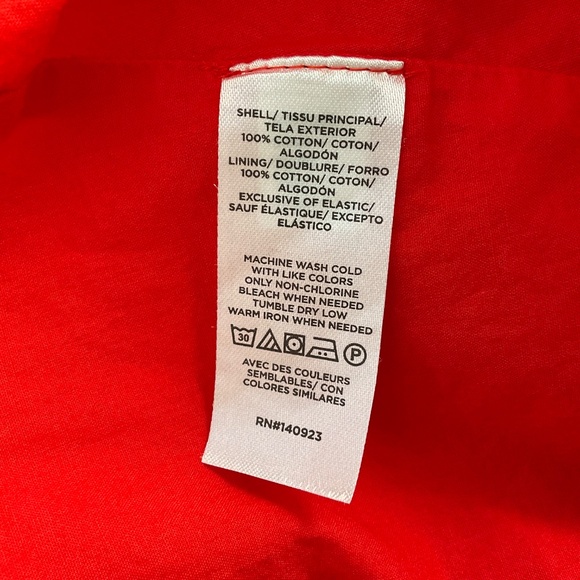 SHELL/ TISSU PRINCIPAL/
TELA EXTERIOR
100% COTTON/ COTON/
ALGODÓN
LINING/ DOUBLURE/ FORRO
100% COTTON/ COTON/
ALGODÓN
EXCLUSIVE OF ELASTIC/
SAUF ÉLASTIQUE/ EXCEPTO
ELÁSTICO
MACHINE WASH COLD
WITH LIKE COLORS
ONLY NON-CHLORINE
BLEACH WHEN NEEDED
TUMBLE DRY LOW
WARM IRON WHEN NEEDED
30 P
AVEC DES COULEURS
SEMBLABLES/ CON
COLORES SIMILARES
RN#140923